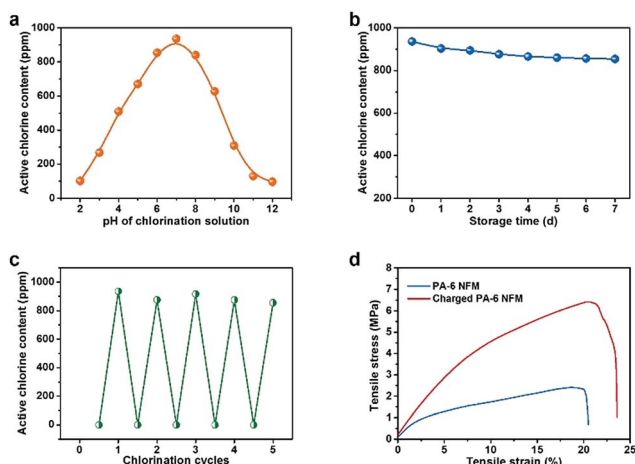 a
Active chlorine content (ppm)
1000
800
600
400
200
0
2 4 6 8 10 12
pH of chlorination solution
b
Active chlorine content (ppm)
1000
800
600
400
200
0 1 2 3 4 5 6 7
Storage time (d)
c
Active chlorine content (ppm)
1000
800
600
400
200
0
0 1 2 3 4 5
Chlorination cycles
d
PA-6 NFM
Charged PA-6 NFM
Tensile stress (MPa)
8
7
6
5
4
3
2
1
0
0 5 10 15 20 25
Tensile strain (%)